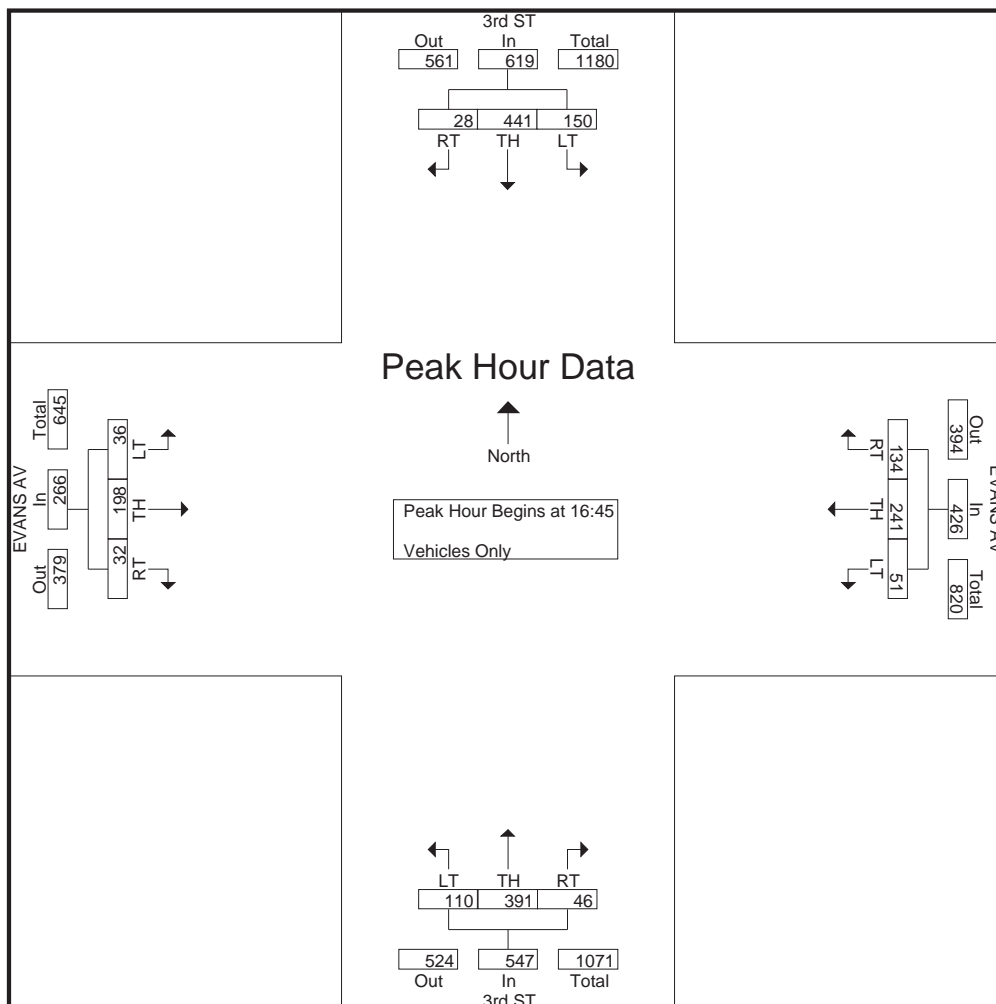 3rd ST
Out In Total
561 619 1180
28 441 150
RT TH LT
Peak Hour Data
North
Peak Hour Begins at 16:45
Vehicles Only
EVANS AV
Total In Out
645 266 379
36 198 32
LT TH RT
EVANS AV
Out In Total
394 426 820
134 241 51
RT TH LT
LT TH RT
110 391 46
524 547 1071
Out In Total
3rd ST